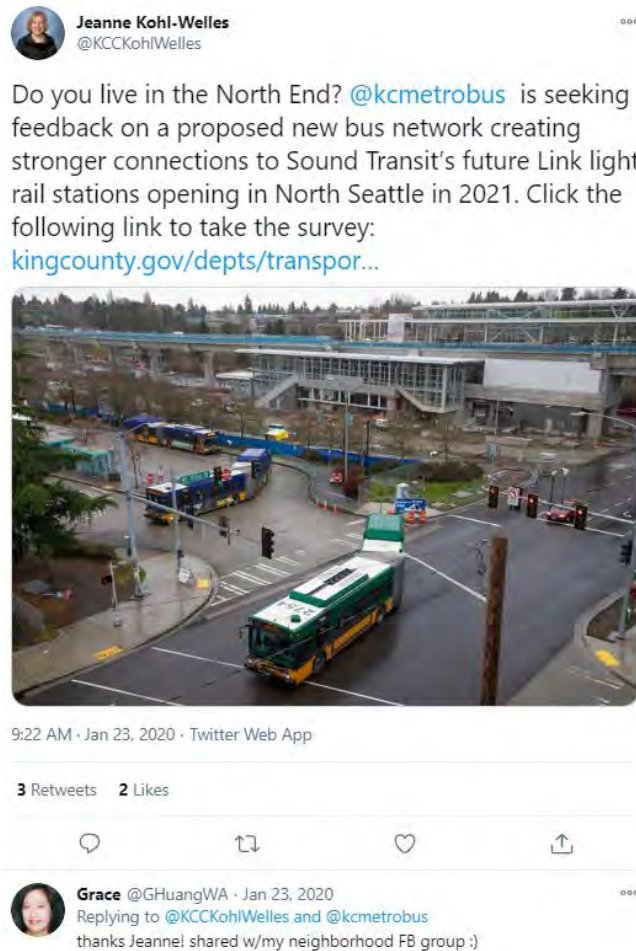 Jeanne Kohl-Welles
@KCCKohlWelles
Do you live in the North End? @kcmetrobus is seeking
feedback on a proposed new bus network creating
stronger connections to Sound Transit's future Link light
rail stations opening in North Seattle in 2021. Click the
following link to take the survey:
kingcounty.gov/depts/transpor...
2754
9:22 AM · Jan 23, 2020 · Twitter Web App
3 Retweets 2 Likes
Grace @GHuangWA · Jan 23, 2020
Replying to @KCCKohlWelles and @kcmetrobus
thanks Jeanne! shared w/my neighborhood FB group :)